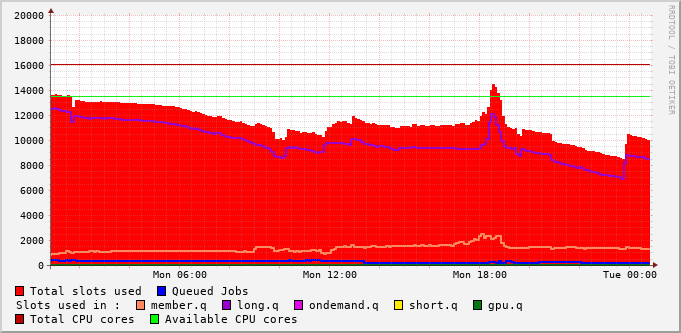 20000
18000
16000
14000
12000
10000
8000
6000
4000
2000
0
Mon 06:00 Mon 12:00 Mon 18:00 Tue 00:00
RRDTOOL / TOBI OETIKER
Total slots used Queued Jobs
Slots used in : member.q long.q ondemand.q short.q gpu.q
Total CPU cores Available CPU cores